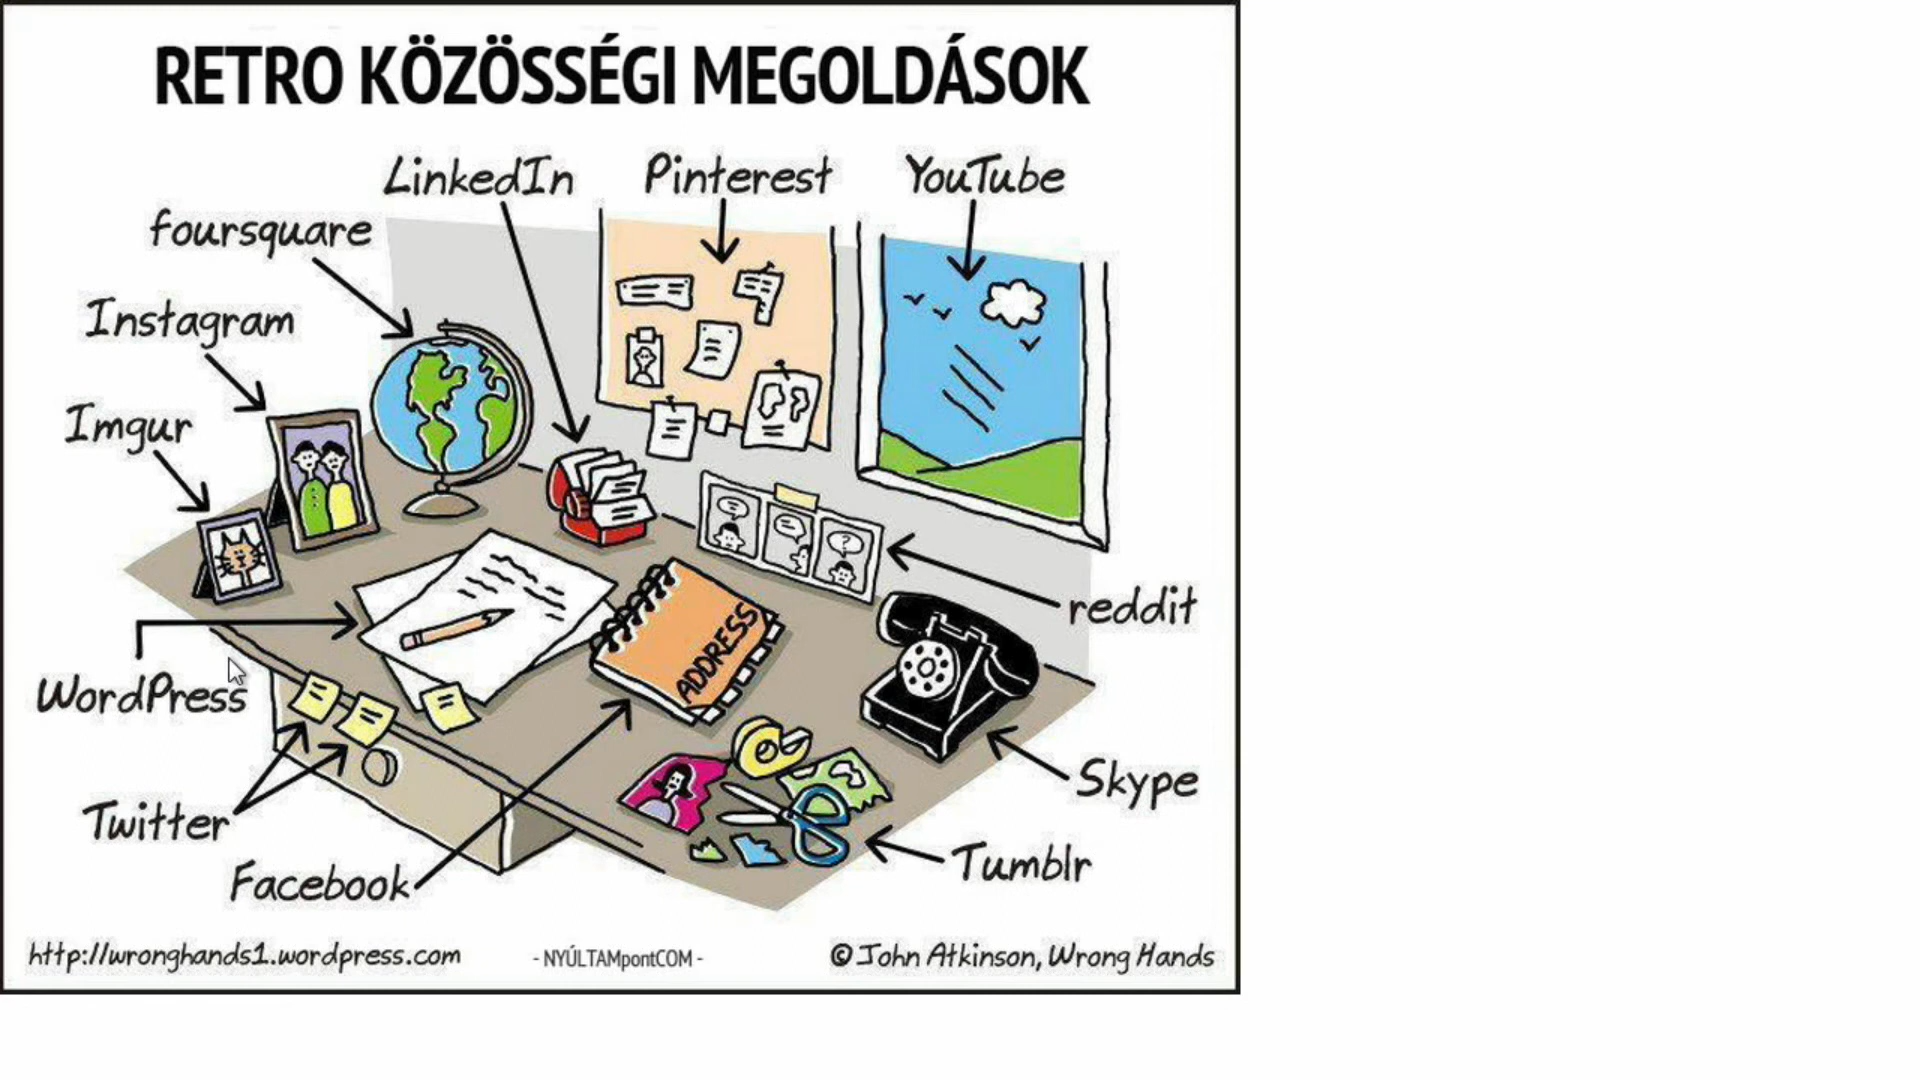 RETRO KÖZÖSSÉGI MEGOLDÁSOK
LinkedIn
Pinterest
YouTube
foursquare
Instagram
Imgur
reddit
ADDRESS
WordPress
Skype
Twitter
Tumblr
Facebook
http://wronghands1.wordpress.com
- NYÚLTAMpontCOM -
© John Atkinson, Wrong Hands